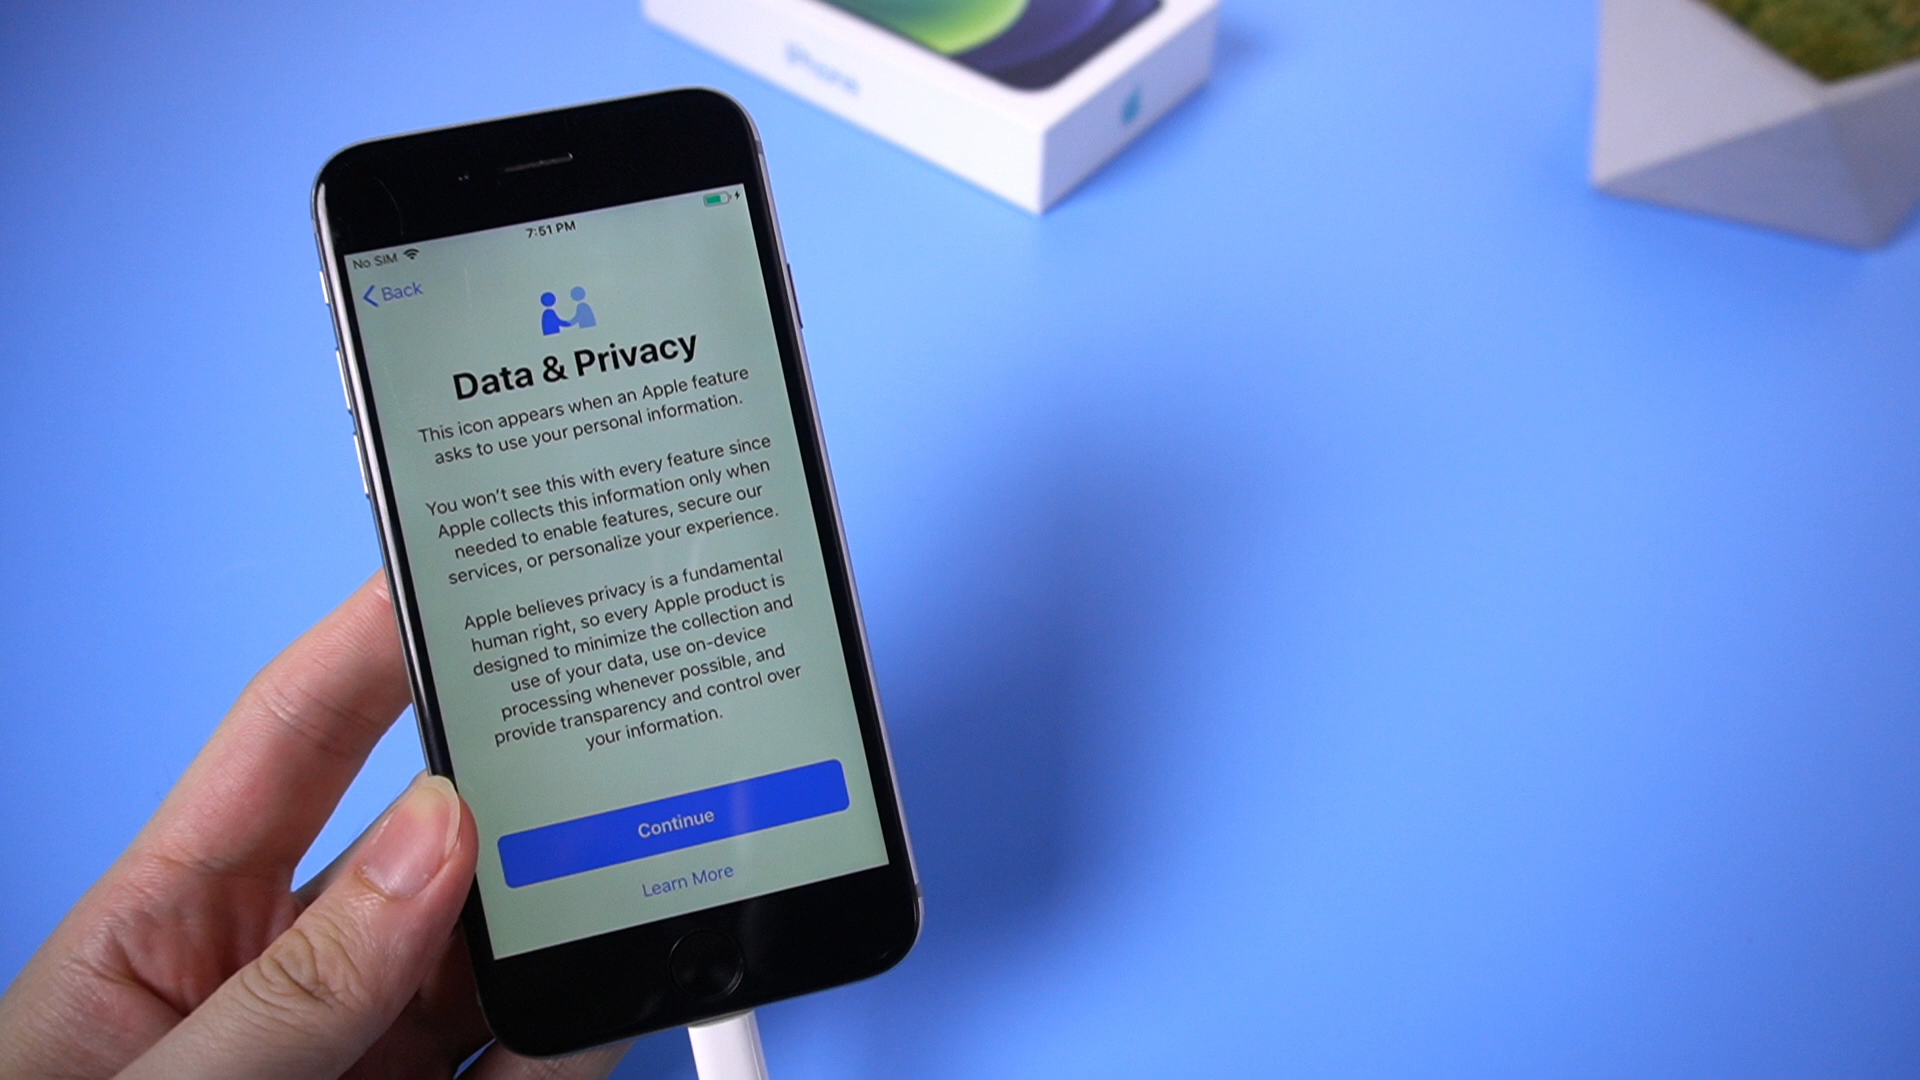 iPhone
No SIM
7:51 PM
Back
Data & Privacy
This icon appears when an Apple feature
asks to use your personal information.
You won't see this with every feature since
Apple collects this information only when
needed to enable features, secure our
services, or personalize your experience.
Apple believes privacy is a fundamental
human right, so every Apple product is
designed to minimize the collection and
use of your data, use on-device
processing whenever possible, and
provide transparency and control over
your information.
Continue
Learn More